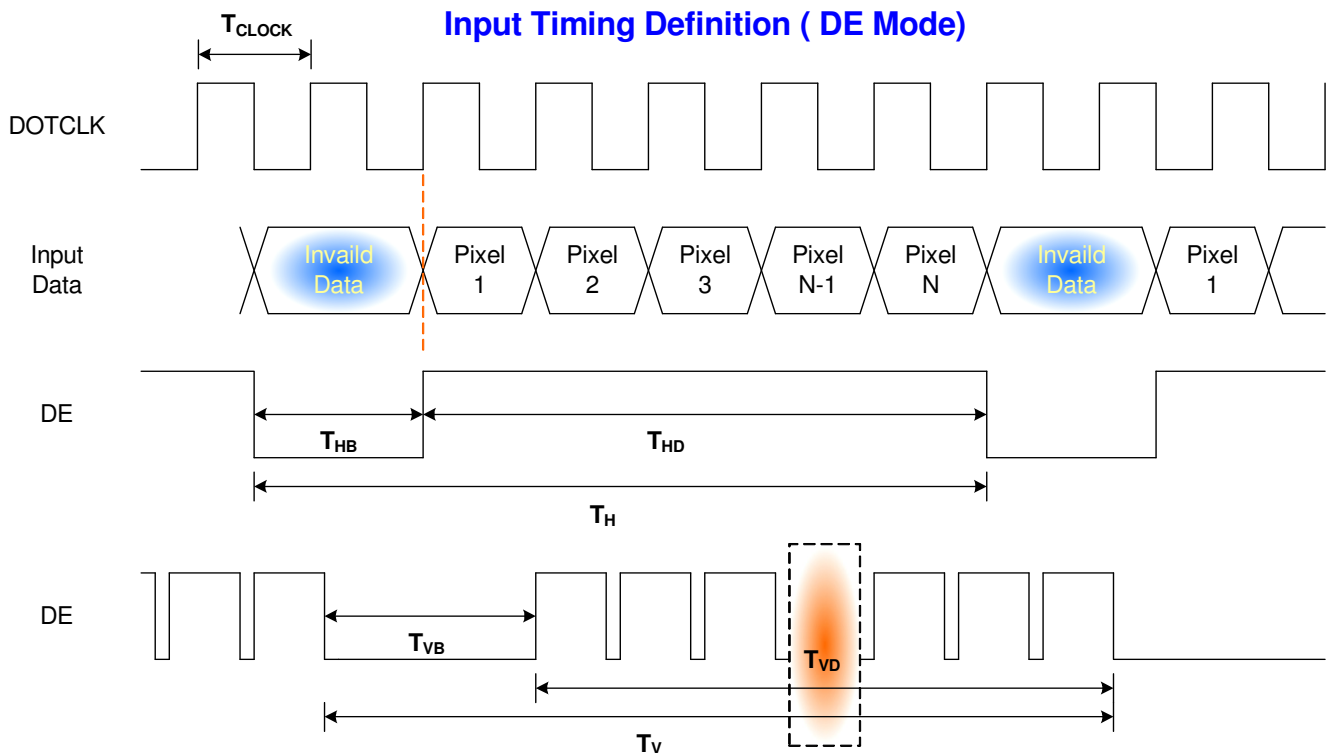 Input Timing Definition ( DE Mode)
TCLOCK
DOTCLK
Input
Data
Invaild
Data
Pixel
1
Pixel
2
Pixel
3
Pixel
N-1
Pixel
N
Invaild
Data
Pixel
1
DE
THB
THD
TH
DE
TVB
TVD
TV